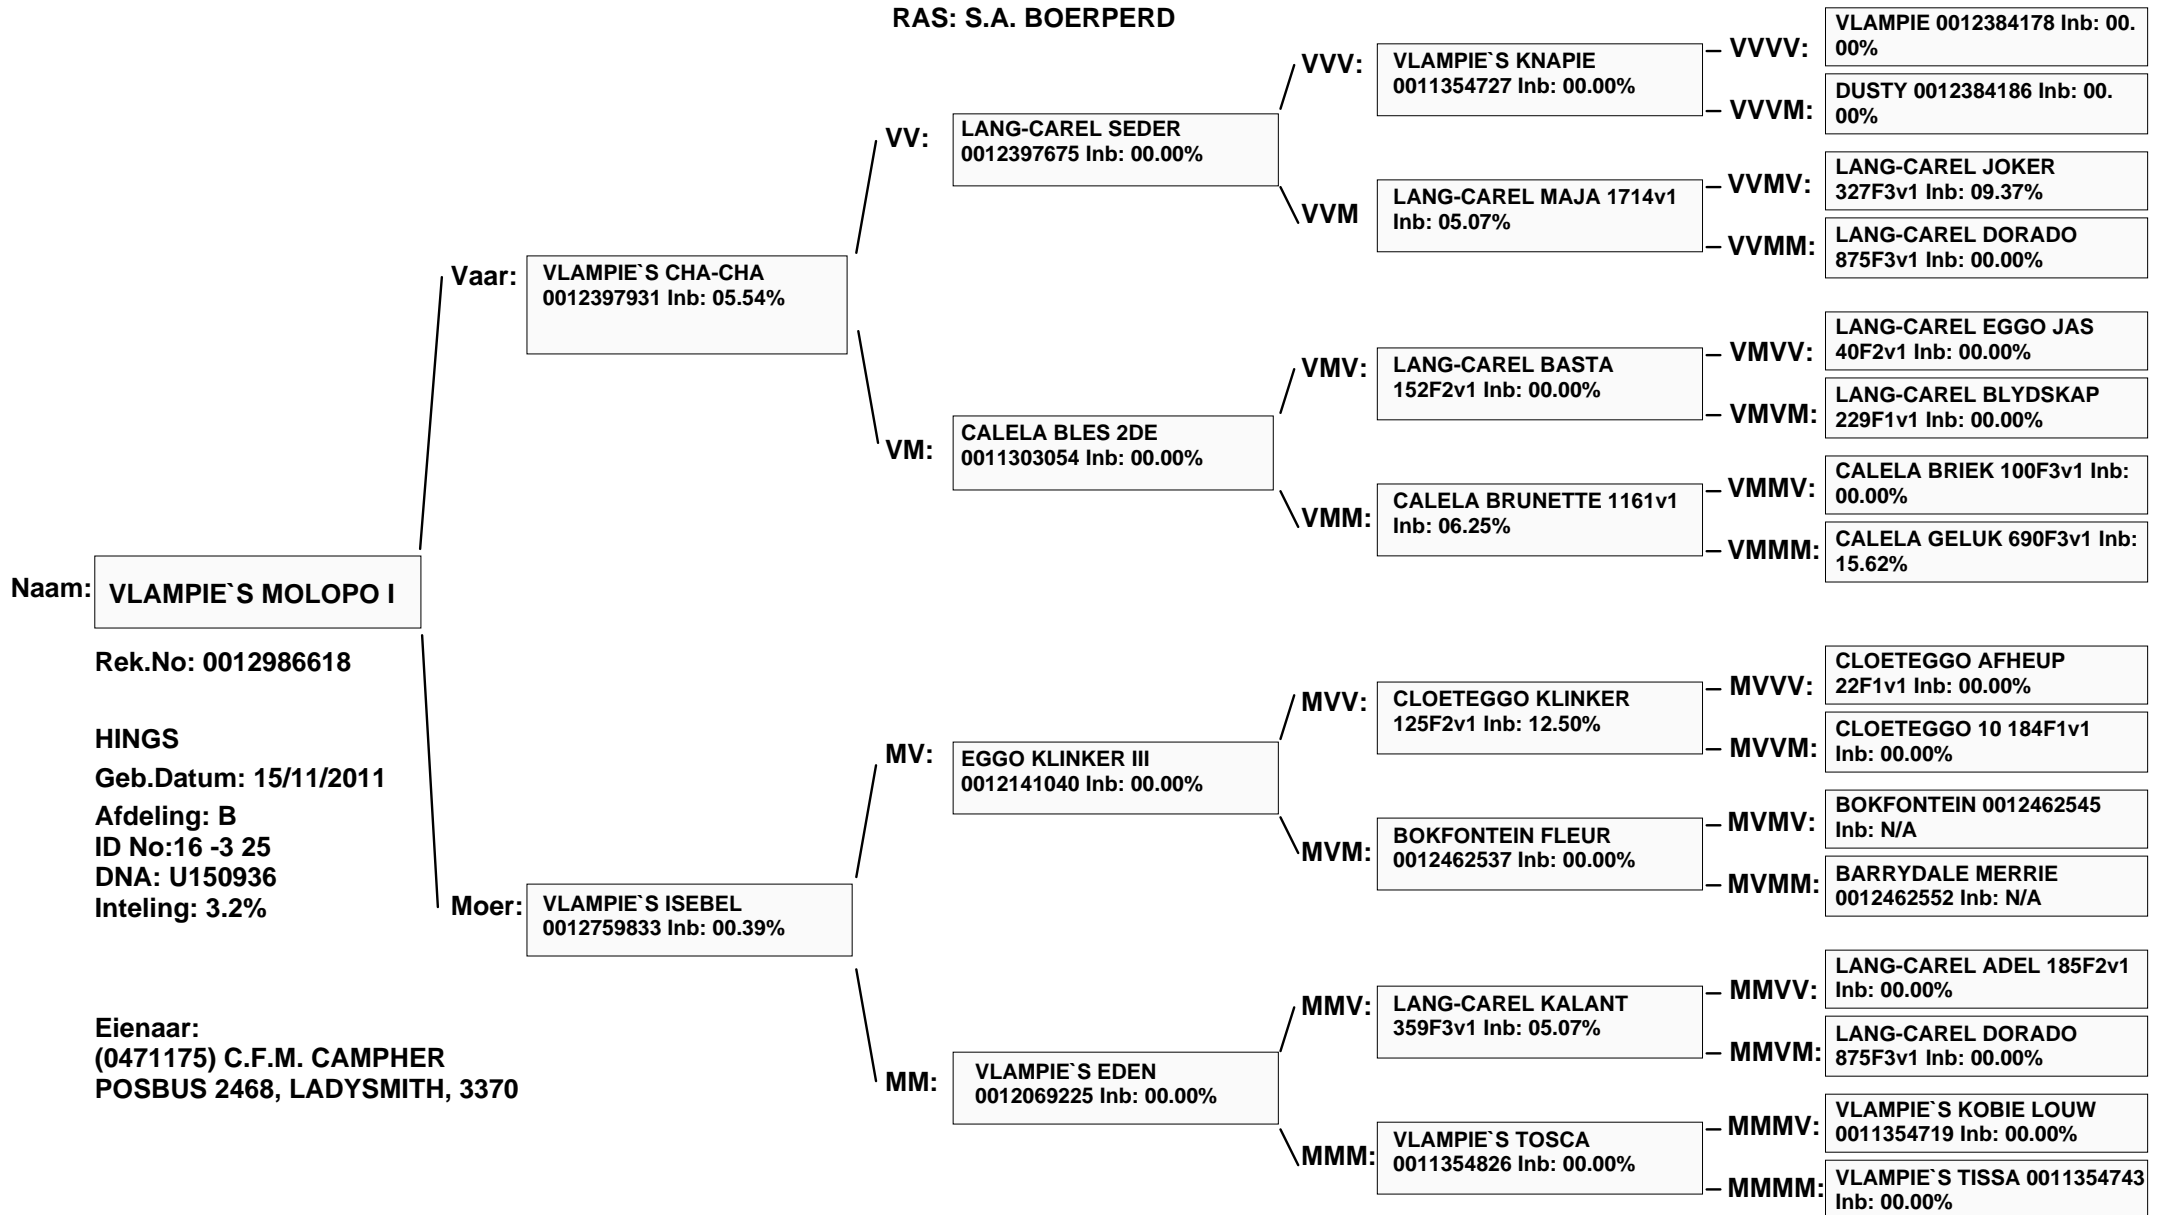 RAS: S.A. BOERPERD
Naam:
VLAMPIE`S MOLOPO I
Rek.No: 0012986618
HINGS
Geb.Datum: 15/11/2011
Afdeling: B
ID No:16 -3 25
DNA: U150936
Inteling: 3.2%
Eienaar:
(0471175) C.F.M. CAMPHER
POSBUS 2468, LADYSMITH, 3370
Vaar:
VLAMPIE`S CHA-CHA
0012397931 Inb: 05.54%
Moer:
VLAMPIE`S ISEBEL
0012759833 Inb: 00.39%
VV:
LANG-CAREL SEDER
0012397675 Inb: 00.00%
VM:
CALELA BLES 2DE
0011303054 Inb: 00.00%
MV:
EGGO KLINKER III
0012141040 Inb: 00.00%
MM:
VLAMPIE`S EDEN
0012069225 Inb: 00.00%
VVV:
VLAMPIE`S KNAPIE
0011354727 Inb: 00.00%
VVM
LANG-CAREL MAJA 1714v1
Inb: 05.07%
VMV:
LANG-CAREL BASTA
152F2v1 Inb: 00.00%
VMM:
CALELA BRUNETTE 1161v1
Inb: 06.25%
MVV:
CLOETEGGO KLINKER
125F2v1 Inb: 12.50%
MVM:
BOKFONTEIN FLEUR
0012462537 Inb: 00.00%
MMV:
LANG-CAREL KALANT
359F3v1 Inb: 05.07%
MMM:
VLAMPIE`S TOSCA
0011354826 Inb: 00.00%
VVVV:
VLAMPIE 0012384178 Inb: 00.
00%
VVVM:
DUSTY 0012384186 Inb: 00.
00%
VVMV:
LANG-CAREL JOKER
327F3v1 Inb: 09.37%
VVMM:
LANG-CAREL DORADO
875F3v1 Inb: 00.00%
VMVV:
LANG-CAREL EGGO JAS
40F2v1 Inb: 00.00%
VMVM:
LANG-CAREL BLYDSKAP
229F1v1 Inb: 00.00%
VMMV:
CALELA BRIEK 100F3v1 Inb:
00.00%
VMMM:
CALELA GELUK 690F3v1 Inb:
15.62%
MVVV:
CLOETEGGO AFHEUP
22F1v1 Inb: 00.00%
MVVM:
CLOETEGGO 10 184F1v1
Inb: 00.00%
MVMV:
BOKFONTEIN 0012462545
Inb: N/A
MVMM:
BARRYDALE MERRIE
0012462552 Inb: N/A
MMVV:
LANG-CAREL ADEL 185F2v1
Inb: 00.00%
MMVM:
LANG-CAREL DORADO
875F3v1 Inb: 00.00%
MMMV:
VLAMPIE`S KOBIE LOUW
0011354719 Inb: 00.00%
MMMM:
VLAMPIE`S TISSA 0011354743
Inb: 00.00%